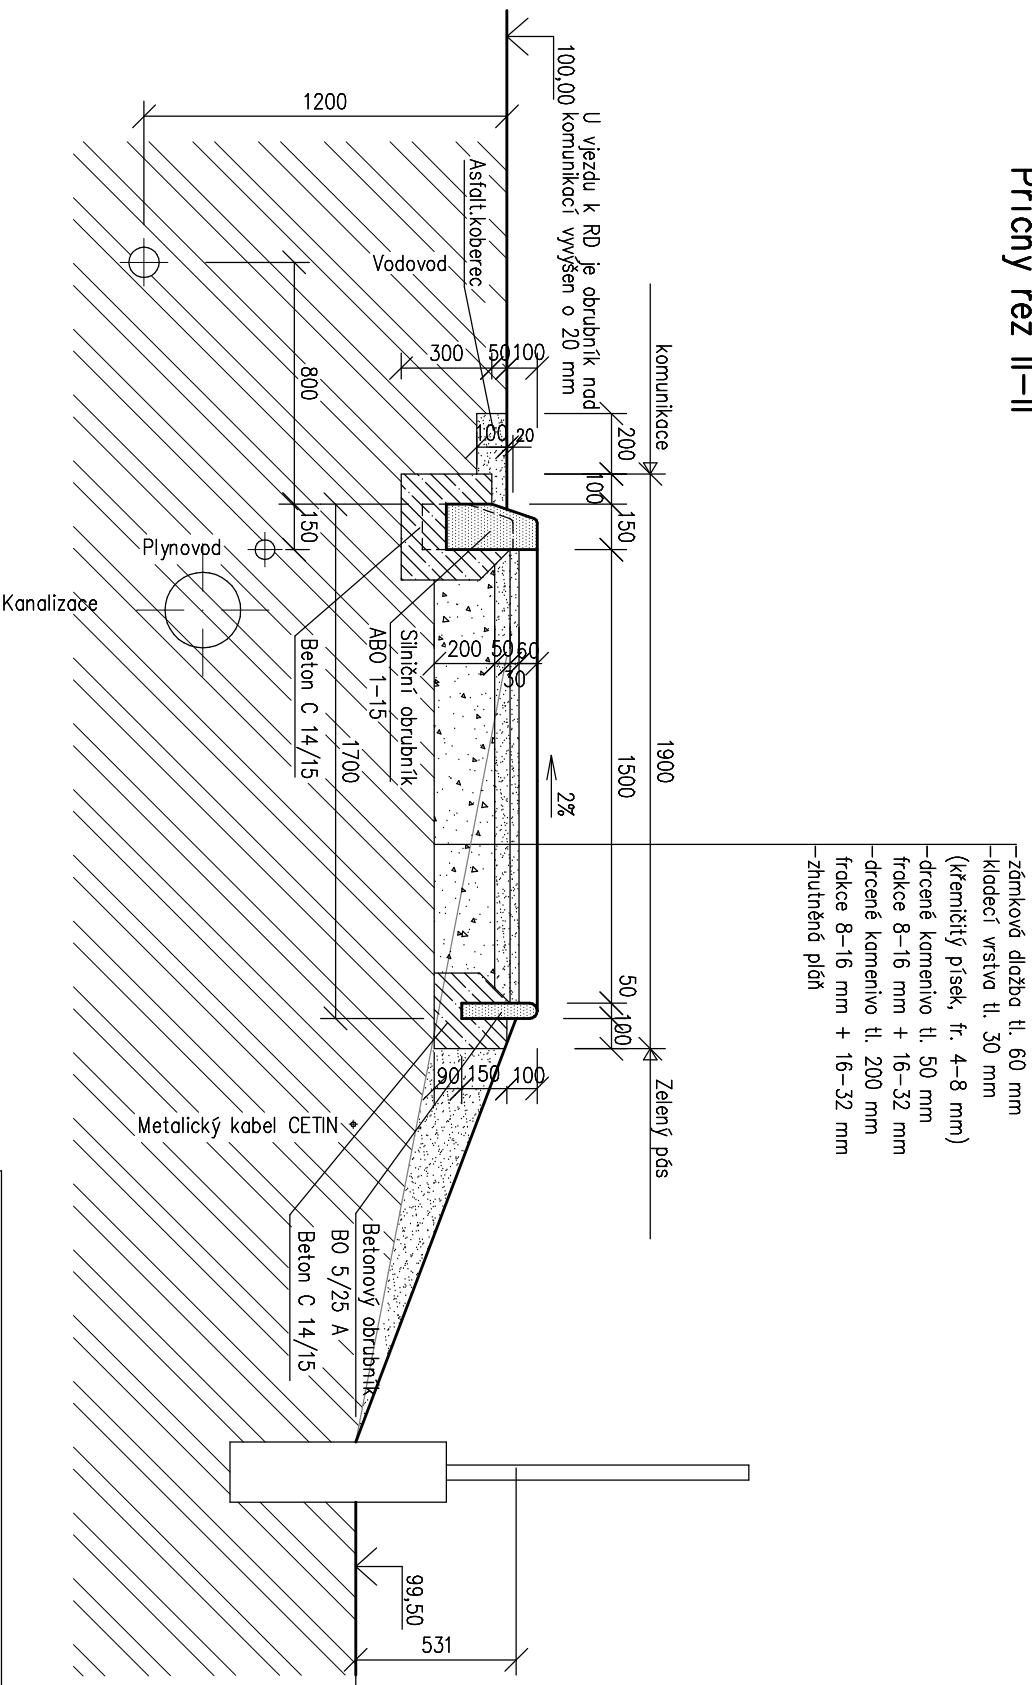 Příčný řez II-II
-zámková dlažba tl. 60 mm
-kladecí vrstva tl. 30 mm
(křemičitý písek, fr. 4-8 mm)
-drcené kamenivo tl. 50 mm
frakce 8-16 mm + 16-32 mm
-drcené kamenivo tl. 200 mm
frakce 8-16 mm + 16-32 mm
-zhutněná pláň
komunikace
1900
Zelený pás
200
100
150
1500
50
100
U vjezdu k RD je obrubník nad
komunikací vyvýšen o 20 mm
100,00
2%
100
50
300
20
100
60
30
50
200
100
150
90
Asfalt.koberec
Vodovod
1200
800
150
1700
Silniční obrubník
ABO 1-15
Beton C 14/15
Plynovod
Kanalizace
Metalický kabel CETIN
Betonový obrubník
BO 5/25 A
Beton C 14/15
99,50
531